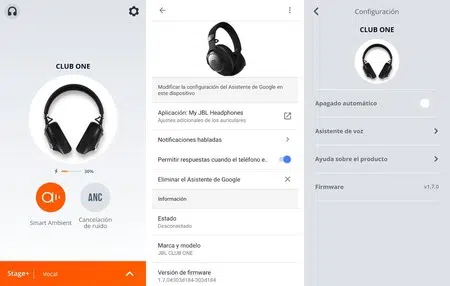 CLUB ONE
30%
Smart Ambient
ANC
Cancelación
de ruido
Stage+
Vocal
Modificar la configuración del Asistente de Google en
este dispositivo
Aplicación: My JBL Headphones
Ajustes adicionales de los auriculares
Notificaciones habladas
Permitir respuestas cuando el teléfono e...
Eliminar el Asistente de Google
Información
Estado
Desconectado
Marca y modelo
JBL CLUB ONE
Versión de firmware
1.7.04303d184-303d184
Configuración
CLUB ONE
Apagado automático
Asistente de voz
Ayuda sobre el producto
Firmware
v1.7.0